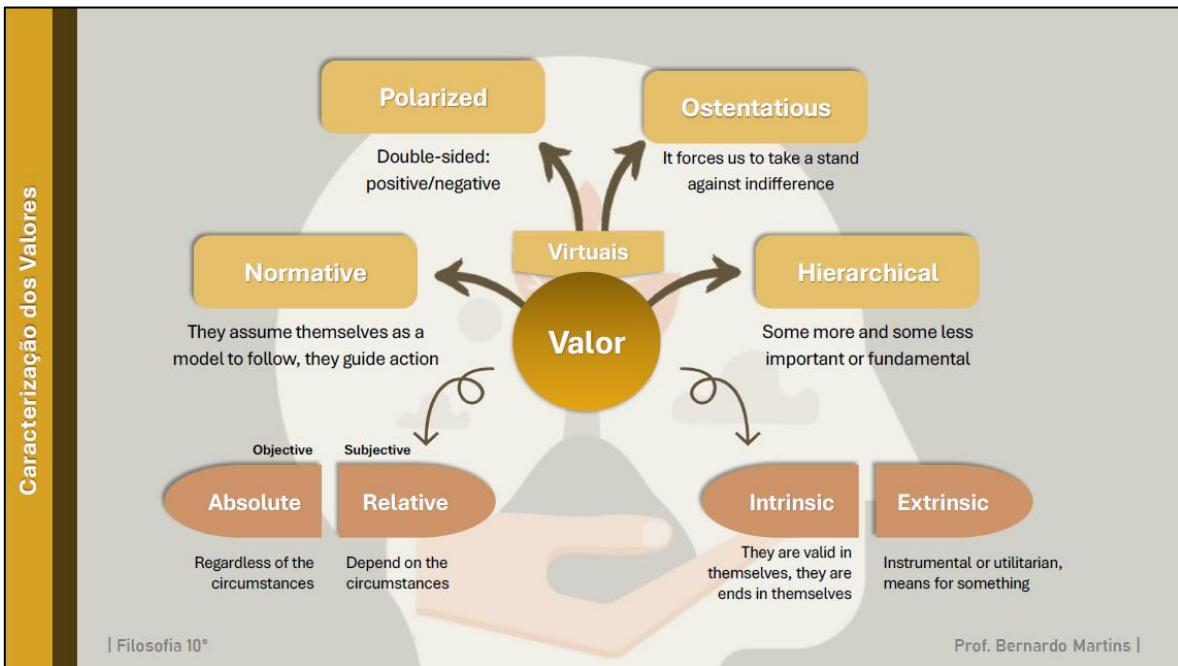 Caracterização dos Valores
Polarized
Double-sided:
positive/negative
Ostentatious
It forces us to take a stand
against indifference
Virtuais
Valor
Normative
They assume themselves as a
model to follow, they guide action
Hierarchical
Some more and some less
important or fundamental
Objective
Subjective
Absolute
Relative
Regardless of the
circumstances
Depend on the
circumstances
Intrinsic
Extrinsic
They are valid in
themselves, they are
ends in themselves
Instrumental or utilitarian,
means for something
| Filosofia 10°
Prof. Bernardo Martins |